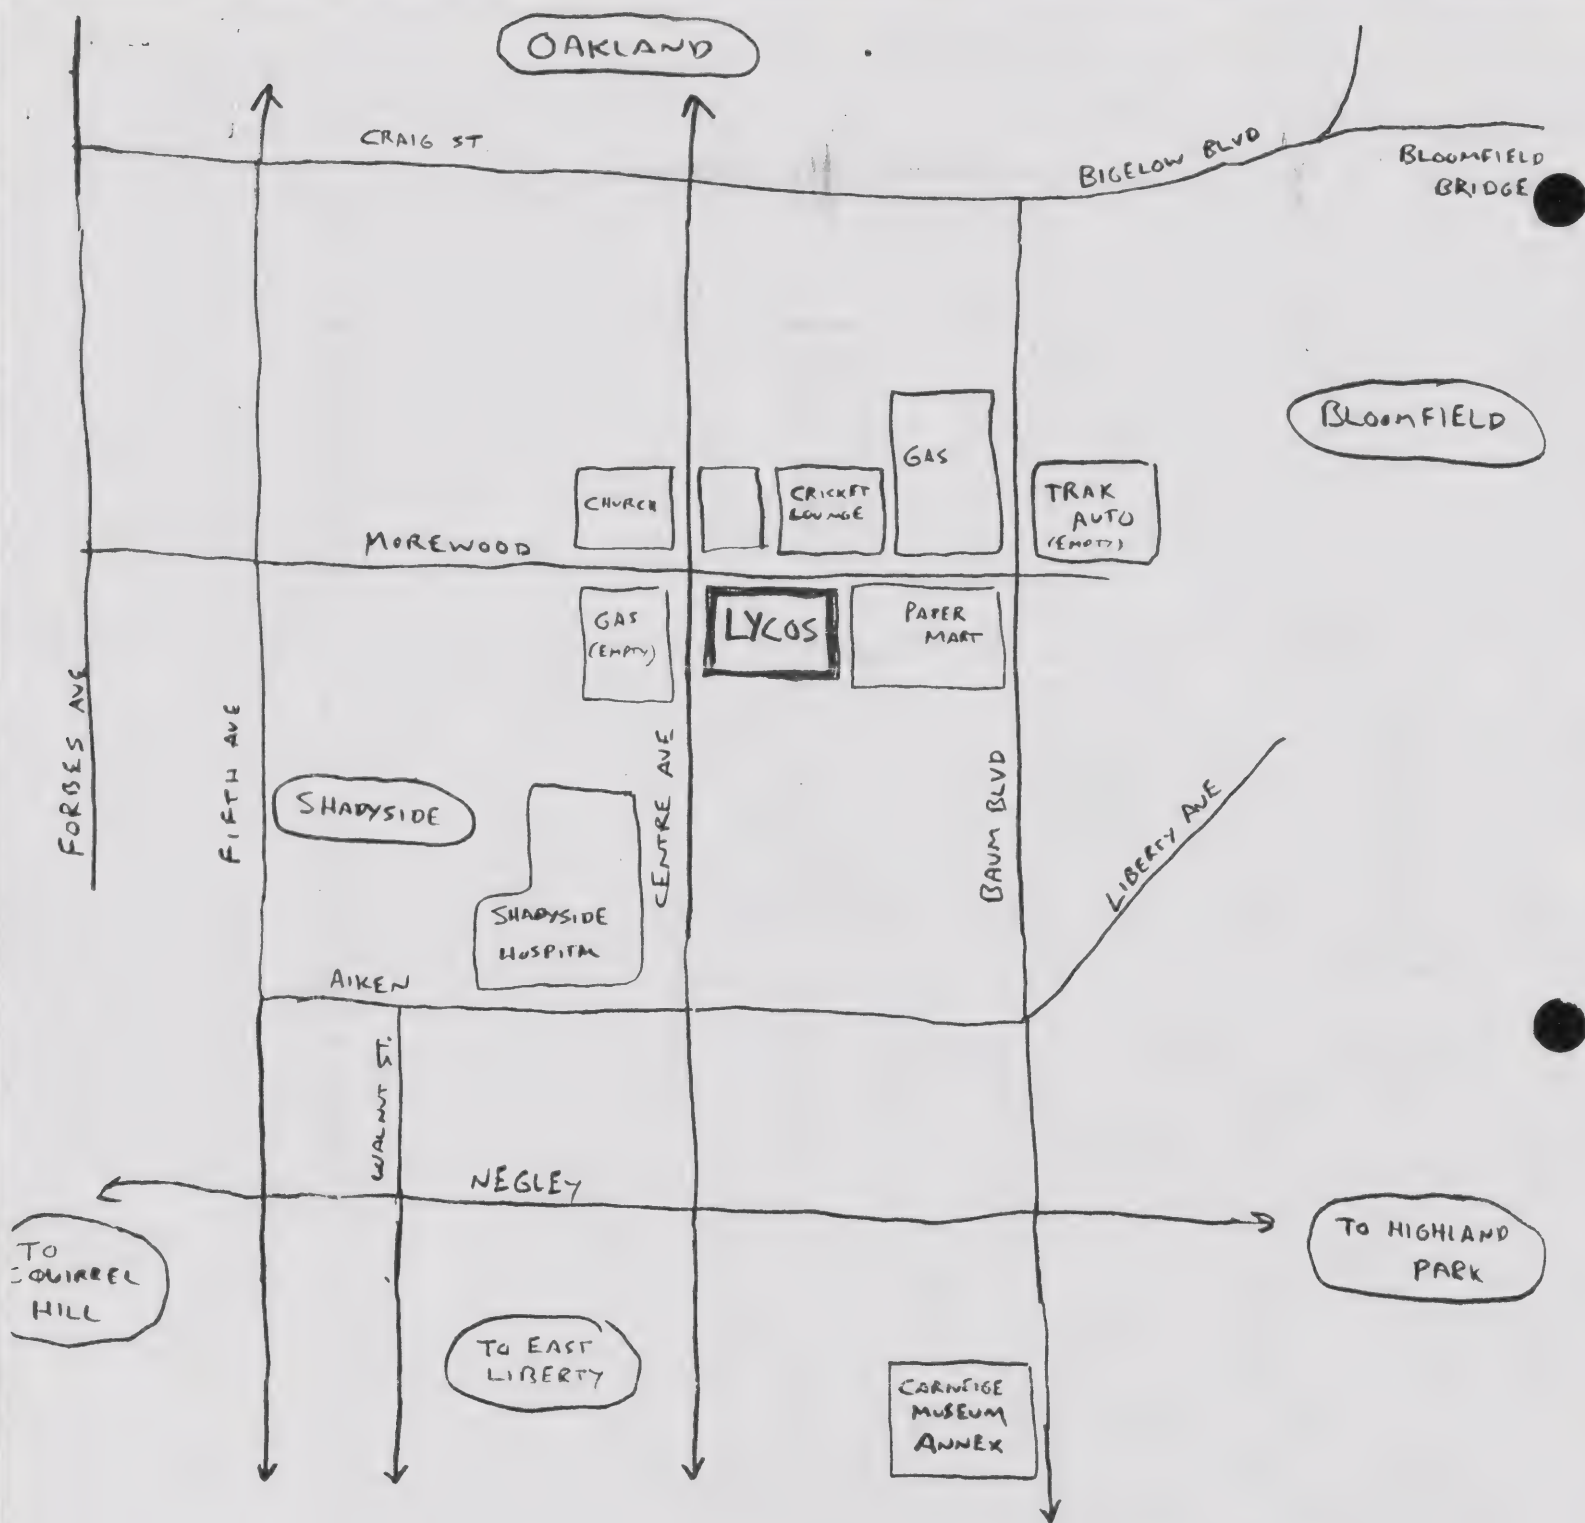 OAKLAND
CRAIG ST.
BIGELOW BLVD
BLOOMFIELD
BRIDGE
BLOOMFIELD
GAS
CHURCH
CRICKET
LOUNGE
TRAK
AUTO
(EMPTY)
MOREWOOD
GAS
(EMPTY)
LYCOS
PAPER
MART
FORBES AVE
FIFTH AVE
SHADYSIDE
CENTRE AVE
BAUM BLVD
LIBERTY AVE
SHADYSIDE
HOSPITAL
AIKEN
WALNUT ST.
NEGLEY
TO
SQUIRREL
HILL
TO HIGHLAND
PARK
TO EAST
LIBERTY
CARNEIGE
MUSEUM
ANNEX